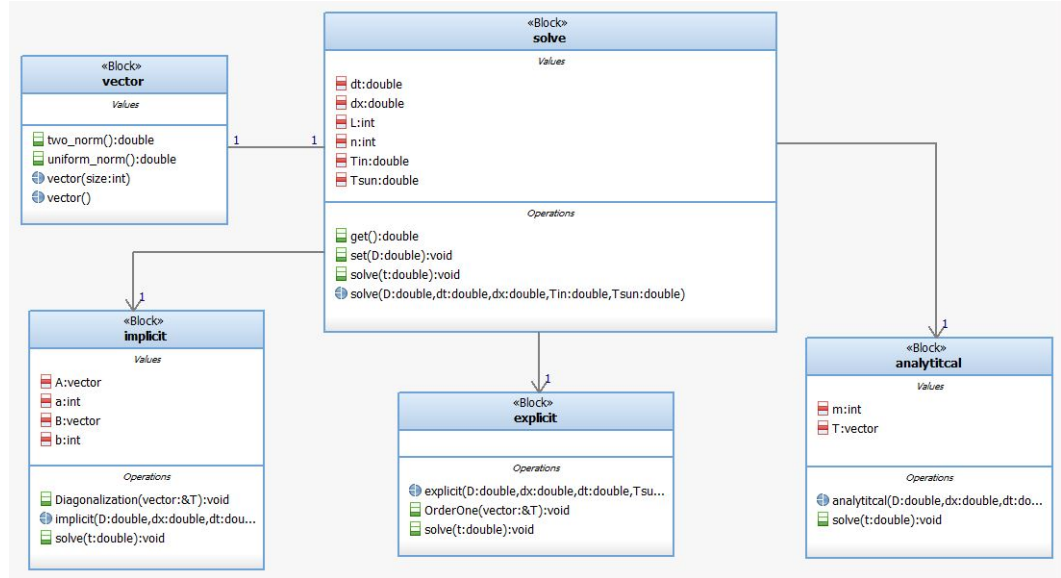 «Block»
vector
Values
two_norm():double
uniform_norm():double
vector(size:int)
vector()
1
1
«Block»
solve
Values
dt:double
dx:double
L:int
n:int
Tin:double
Tsun:double
Operations
get():double
set(D:double):void
solve(t:double):void
solve(D:double,dt:double,dx:double,Tin:double,Tsun:double)
1
«Block»
implicit
Values
A:vector
a:int
B:vector
b:int
Operations
Diagonalization(vector:&T):void
implicit(D:double,dx:double,dt:dou...
solve(t:double):void
1
«Block»
explicit
Operations
explicit(D:double,dx:double,dt:double,Tsu...
OrderOne(vector:&T):void
solve(t:double):void
1
«Block»
analytitcal
Values
m:int
T:vector
Operations
analytitcal(D:double,dx:double,dt:do...
solve(t:double):void